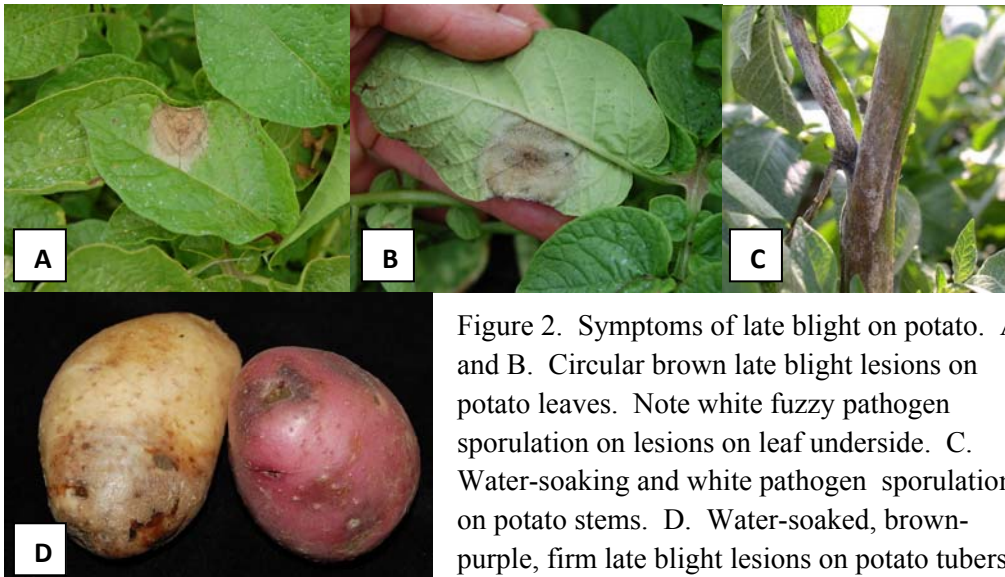 A
B
C
D
Figure 2. Symptoms of late blight on potato. A
and B. Circular brown late blight lesions on
potato leaves. Note white fuzzy pathogen
sporulation on lesions on leaf underside. C.
Water-soaking and white pathogen sporulation
on potato stems. D. Water-soaked, brown-
purple, firm late blight lesions on potato tubers